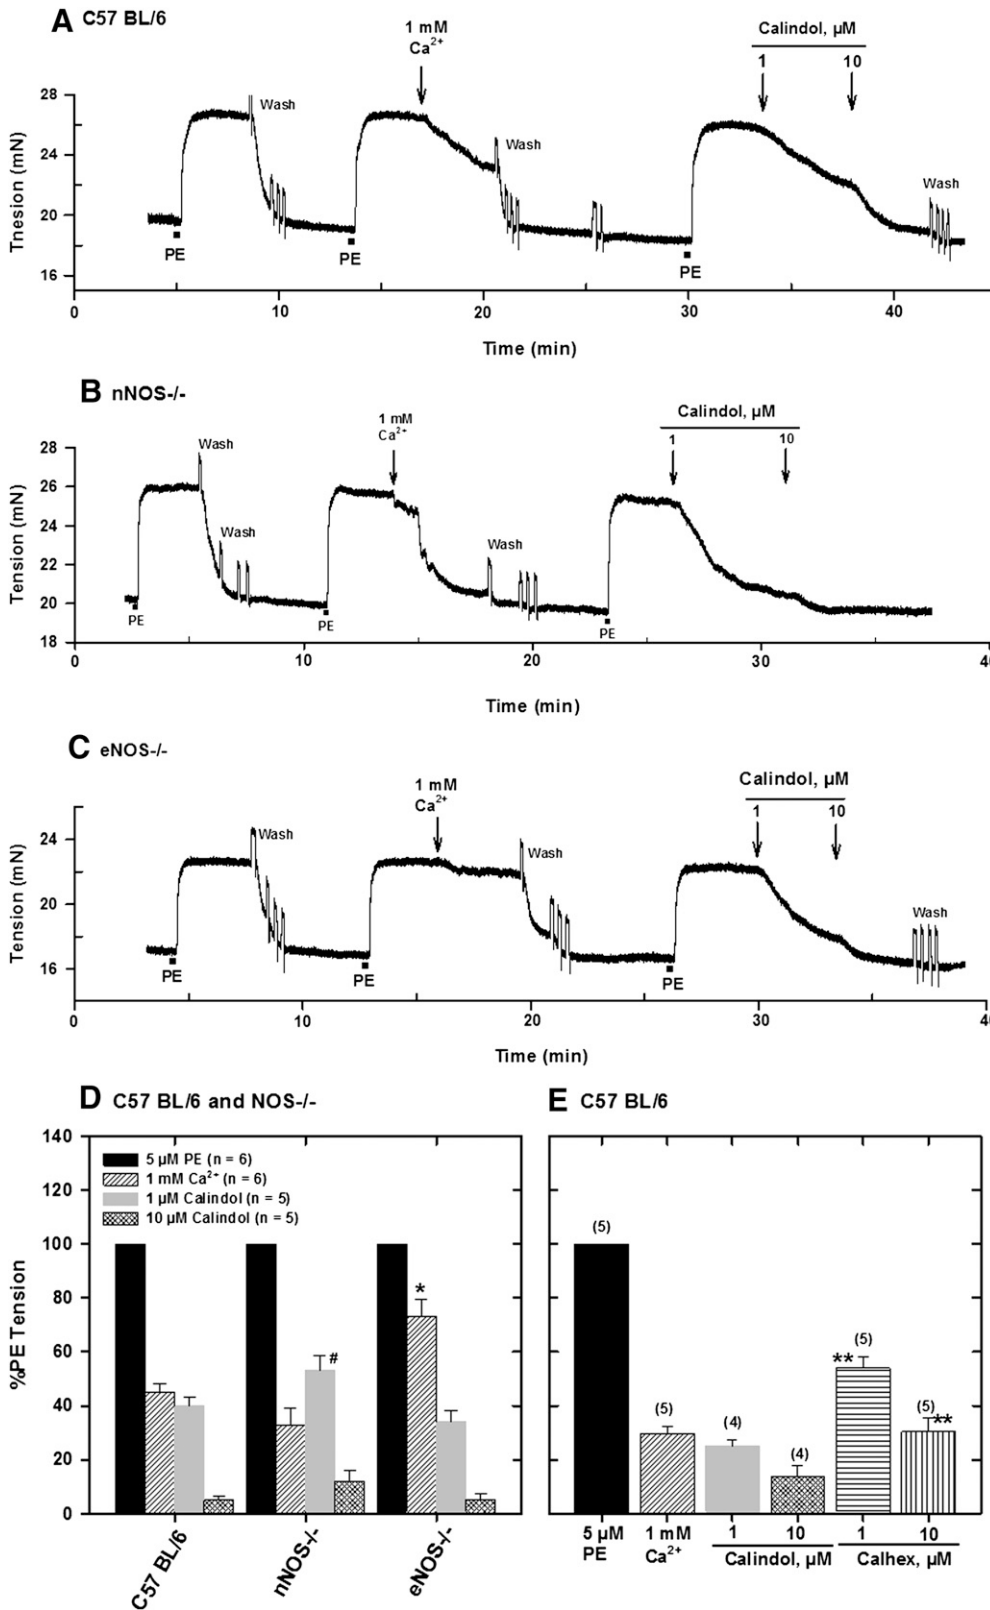 A C57 BL/6
1 mM
Ca²⁺
Calindol, µM
1 10
Wash
Wash
Wash
28
24
20
16
Tnesion (mN)
PE
PE
PE
0 10 20 30 40
Time (min)
B nNOS-/-
1 mM
Ca²⁺
Calindol, µM
1 10
Wash
Wash
Wash
28
26
24
22
20
18
Tension (mN)
PE
PE
PE
0 10 20 30 40
Time (min)
C eNOS-/-
1 mM
Ca²⁺
Calindol, µM
1 10
Wash
Wash
Wash
24
20
16
Tension (mN)
PE
PE
PE
0 10 20 30 40
Time (min)
D C57 BL/6 and NOS-/-
140
120
100
80
60
40
20
0
%PE Tension
5 µM PE (n = 6)
1 mM Ca²⁺ (n = 6)
1 µM Calindol (n = 5)
10 µM Calindol (n = 5)
#
*
C57 BL/6
nNOS-/-
eNOS-/-
E C57 BL/6
(5)
(5)
(4)
(4)
(5)
**
(5)
**
5 µM
PE
1 mM
Ca²⁺
1 10
Calindol, µM
1 10
Calhex, µM